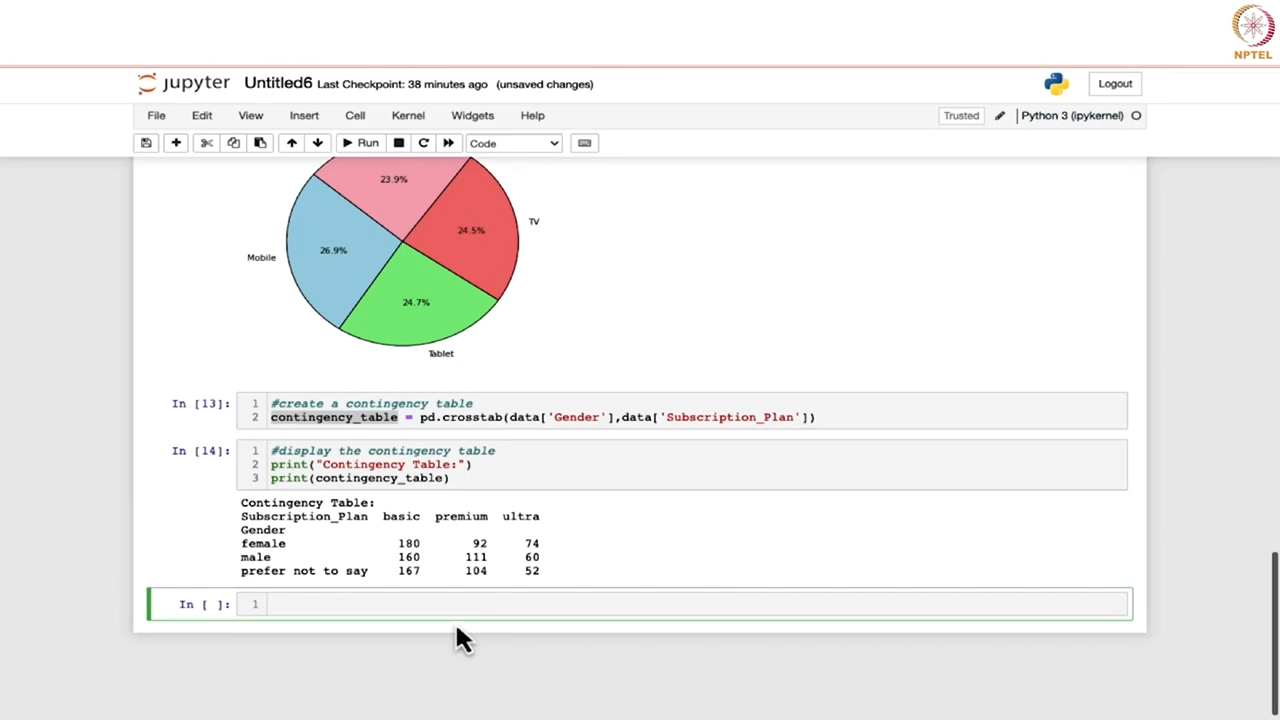 NPTEL
jupyter Untitled6 Last Checkpoint: 38 minutes ago (unsaved changes) Logout
File Edit View Insert Cell Kernel Widgets Help Trusted Python 3 (ipykernel)
Run Code
23.9%
TV
24.5%
26.9%
Mobile
24.7%
Tablet
In [13]: 1 #create a contingency table
2 contingency_table = pd.crosstab(data['Gender'],data['Subscription_Plan'])
In [14]: 1 #display the contingency table
2 print("Contingency Table:")
3 print(contingency_table)
Contingency Table:
Subscription_Plan basic premium ultra
Gender
female 180 92 74
male 160 111 60
prefer not to say 167 104 52
In [ ]: 1